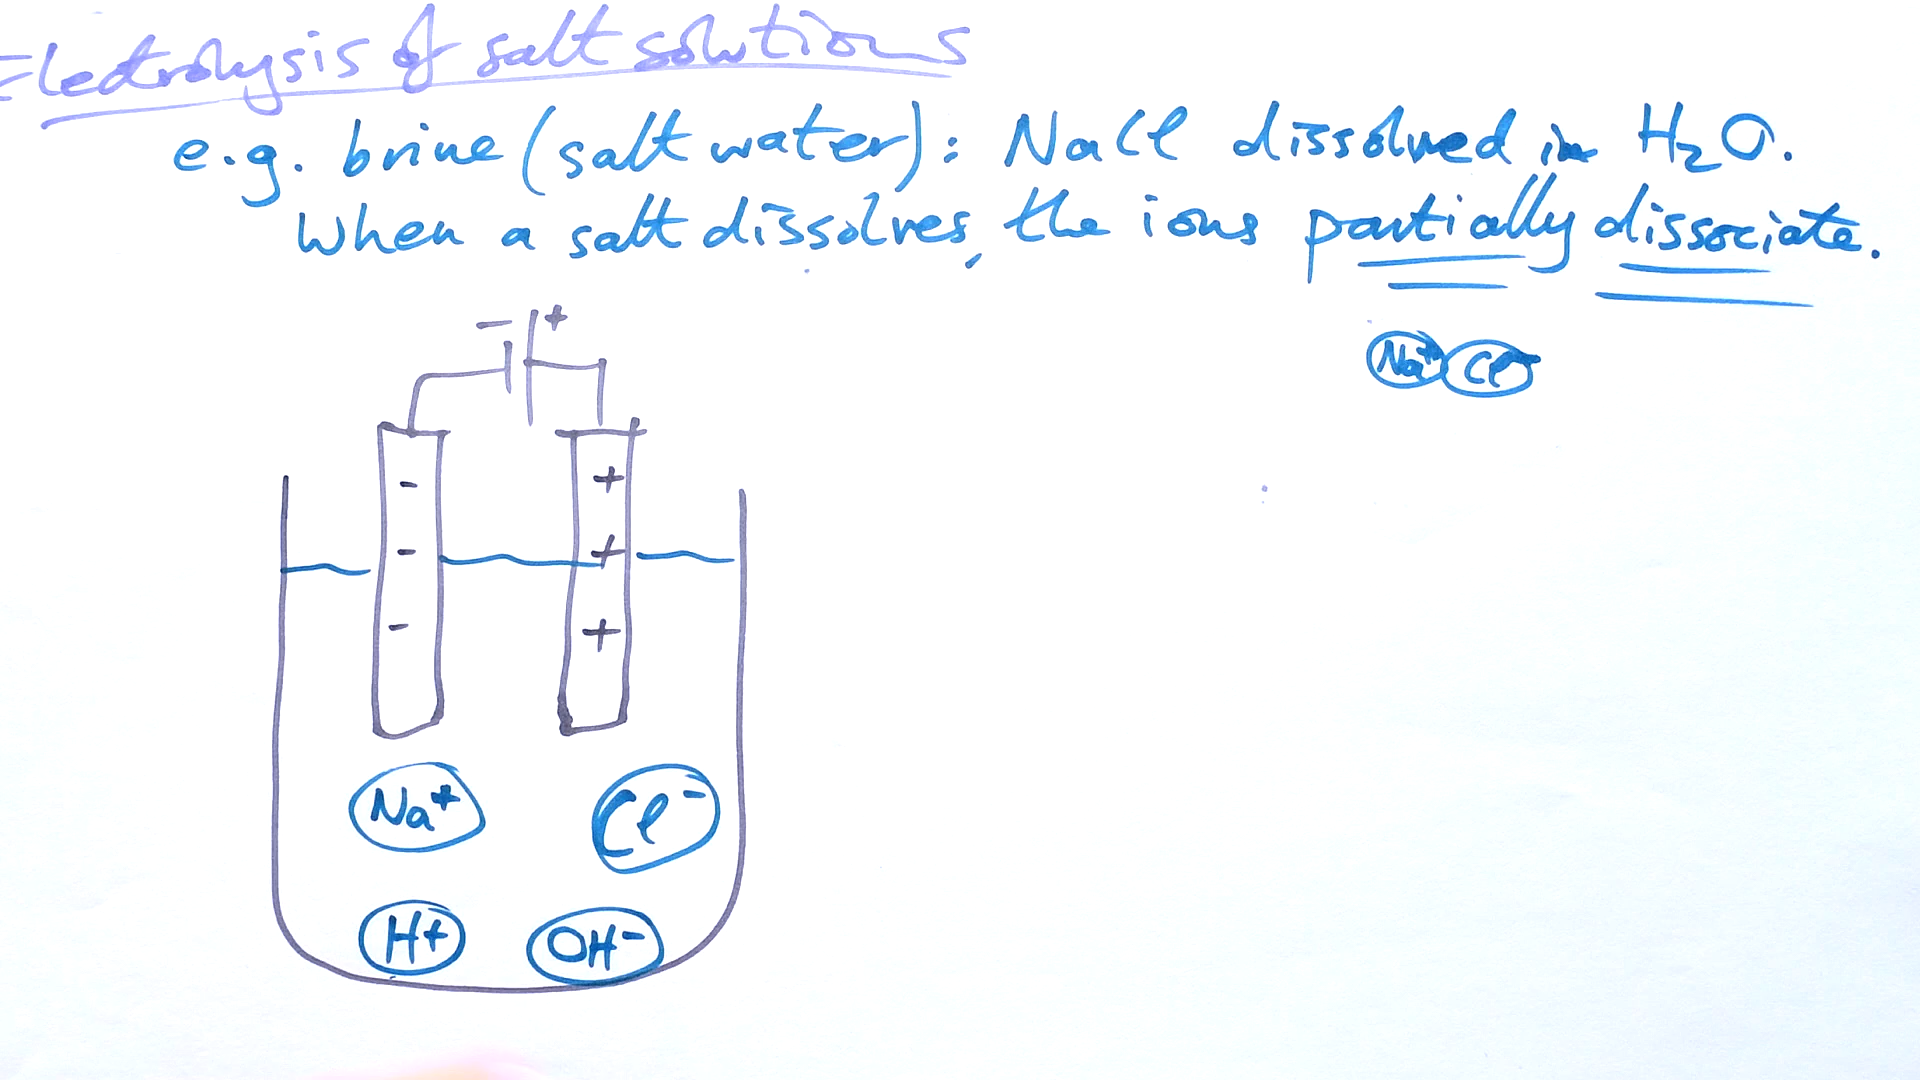 Electrolysis of salt solutions
e.g. brine (salt water): NaCl dissolved in H₂O.
When a salt dissolves, the ions partially dissociate.
− +
Na⁺ Cl⁻
- +
- +
- +
Na⁺ Cl⁻
H+ OH⁻